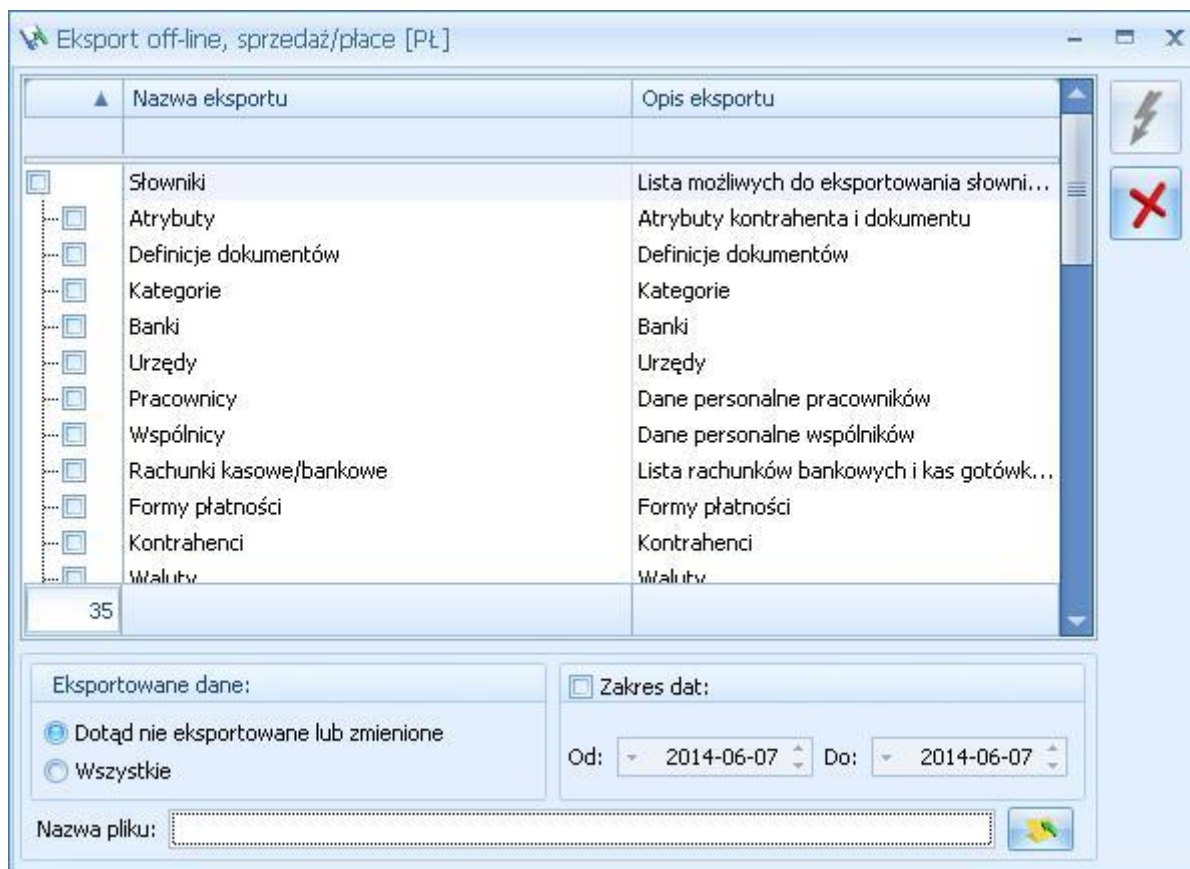 Eksport off-line, sprzedaż/płace [PŁ]
Nazwa eksportu Opis eksportu
Słowniki Lista możliwych do eksportowania słowni...
Atrybuty Atrybuty kontrahenta i dokumentu
Definicje dokumentów Definicje dokumentów
Kategorie Kategorie
Banki Banki
Urzędy Urzędy
Pracownicy Dane personalne pracowników
Wspólnicy Dane personalne wspólników
Rachunki kasowe/bankowe Lista rachunków bankowych i kas gotówk...
Formy płatności Formy płatności
Kontrahenci Kontrahenci
Waluty Waluty
35
Eksportowane dane: Zakres dat:
Dotąd nie eksportowane lub zmienione
Wszystkie
Od: 2014-06-07 Do: 2014-06-07
Nazwa pliku: